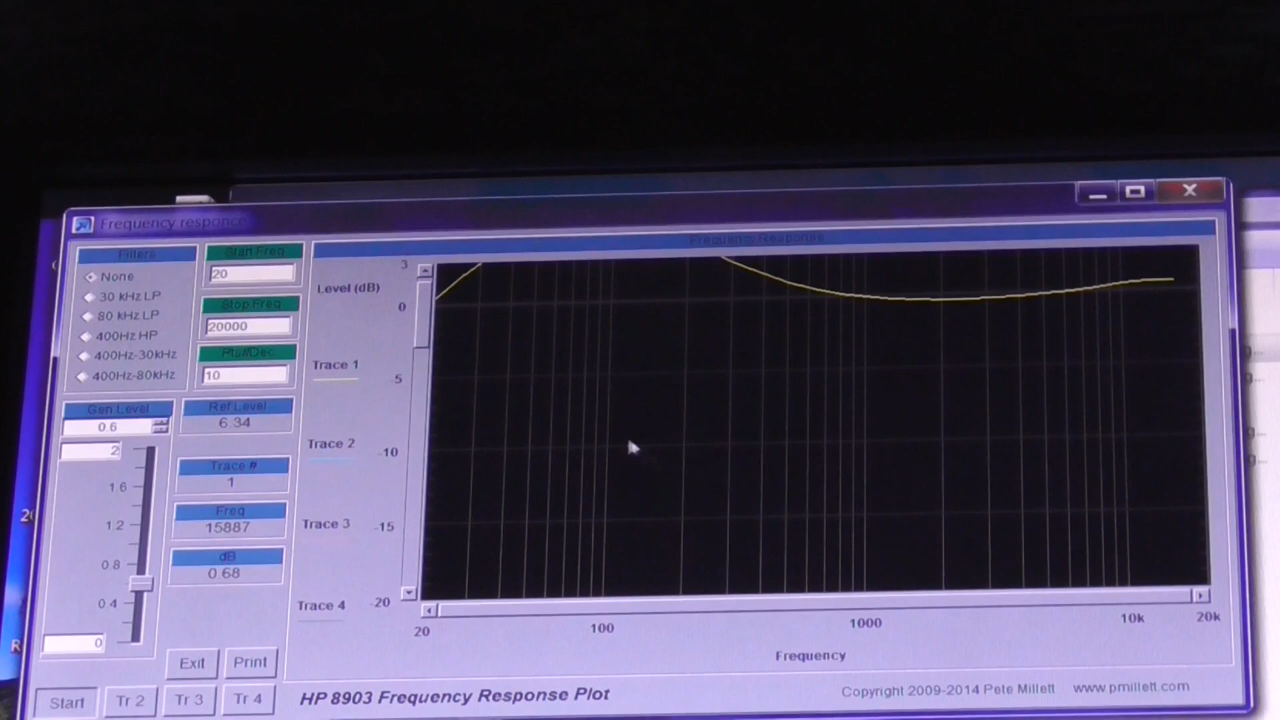 Frequency responce
Filters
None
30 kHz LP
80 kHz LP
400Hz HP
400Hz-30kHz
400Hz-80kHz
Start Freq
20
Stop Freq
20000
Pts/Dec
10
Gen Level
0.6
2
1.6
1.2
0.8
0.4
0
Ref Level
6.34
Trace #
1
Freq
15887
dB
0.68
Exit
Print
Start
Tr 2
Tr 3
Tr 4
Frequency Response
Level (dB)
Trace 1
Trace 2
Trace 3
Trace 4
3
0
-5
-10
-15
-20
20
100
1000
10k
20k
Frequency
HP 8903 Frequency Response Plot
Copyright 2009-2014 Pete Millett
www.pmillett.com